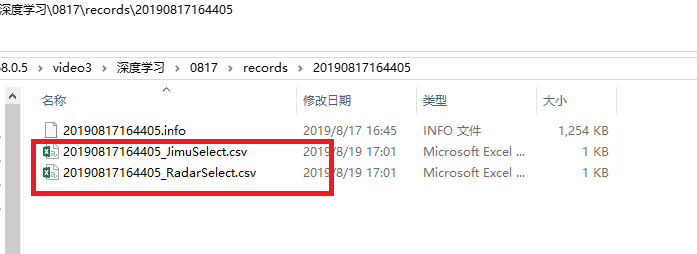 深度学习\0817\records\20190817164405
68.0.5 > video3 > 深度学习 > 0817 > records > 20190817164405
名称 修改日期 类型 大小
20190817164405.info 2019/8/17 16:45 INFO 文件 1,254 KB
20190817164405_JimuSelect.csv 2019/8/19 17:01 Microsoft Excel ... 1 KB
20190817164405_RadarSelect.csv 2019/8/19 17:01 Microsoft Excel ... 1 KB